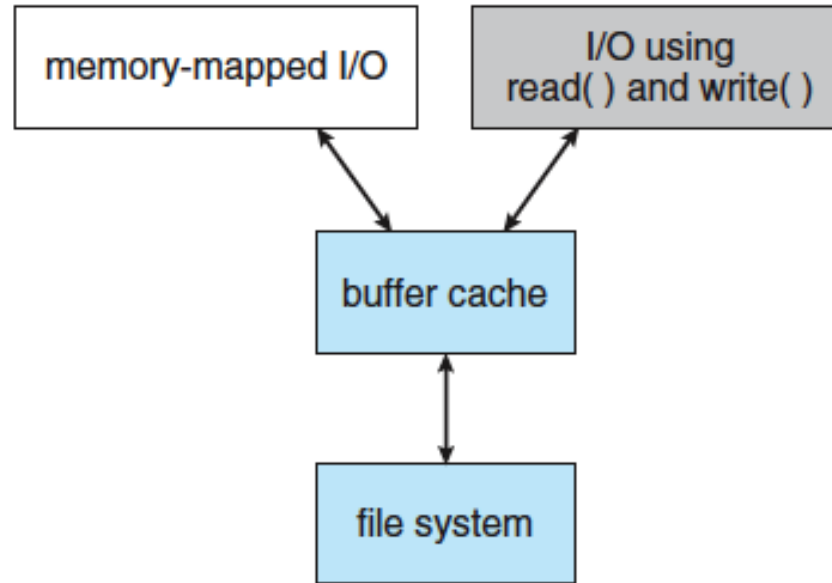 memory-mapped I/O
I/O using
read( ) and write( )
buffer cache
file system